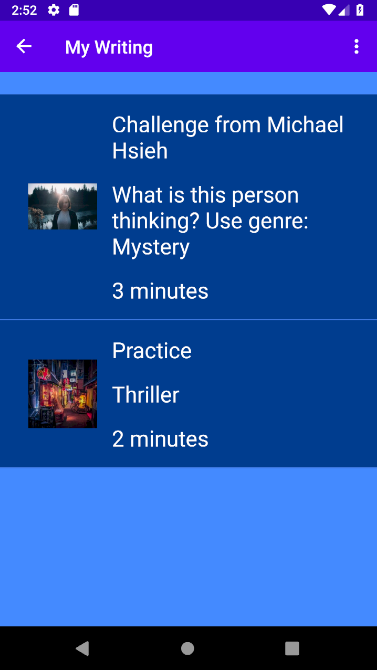 2:52
My Writing
Challenge from Michael
Hsieh
What is this person
thinking? Use genre:
Mystery
3 minutes
Practice
Thriller
2 minutes